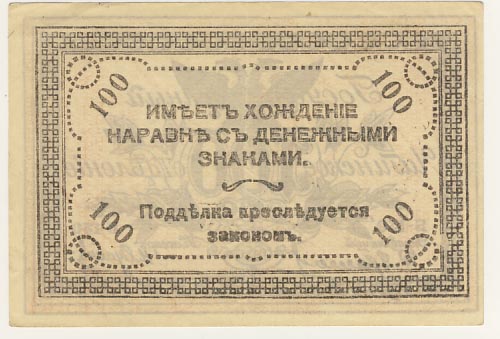 100 100
ИМѢЕТЪ ХОЖДЕНІЕ
НАРАВНѢ СЪ ДЕНЕЖНЫМИ
ЗНАКАМИ.
Поддѣлка преслѣдуется
закономъ.
100 100